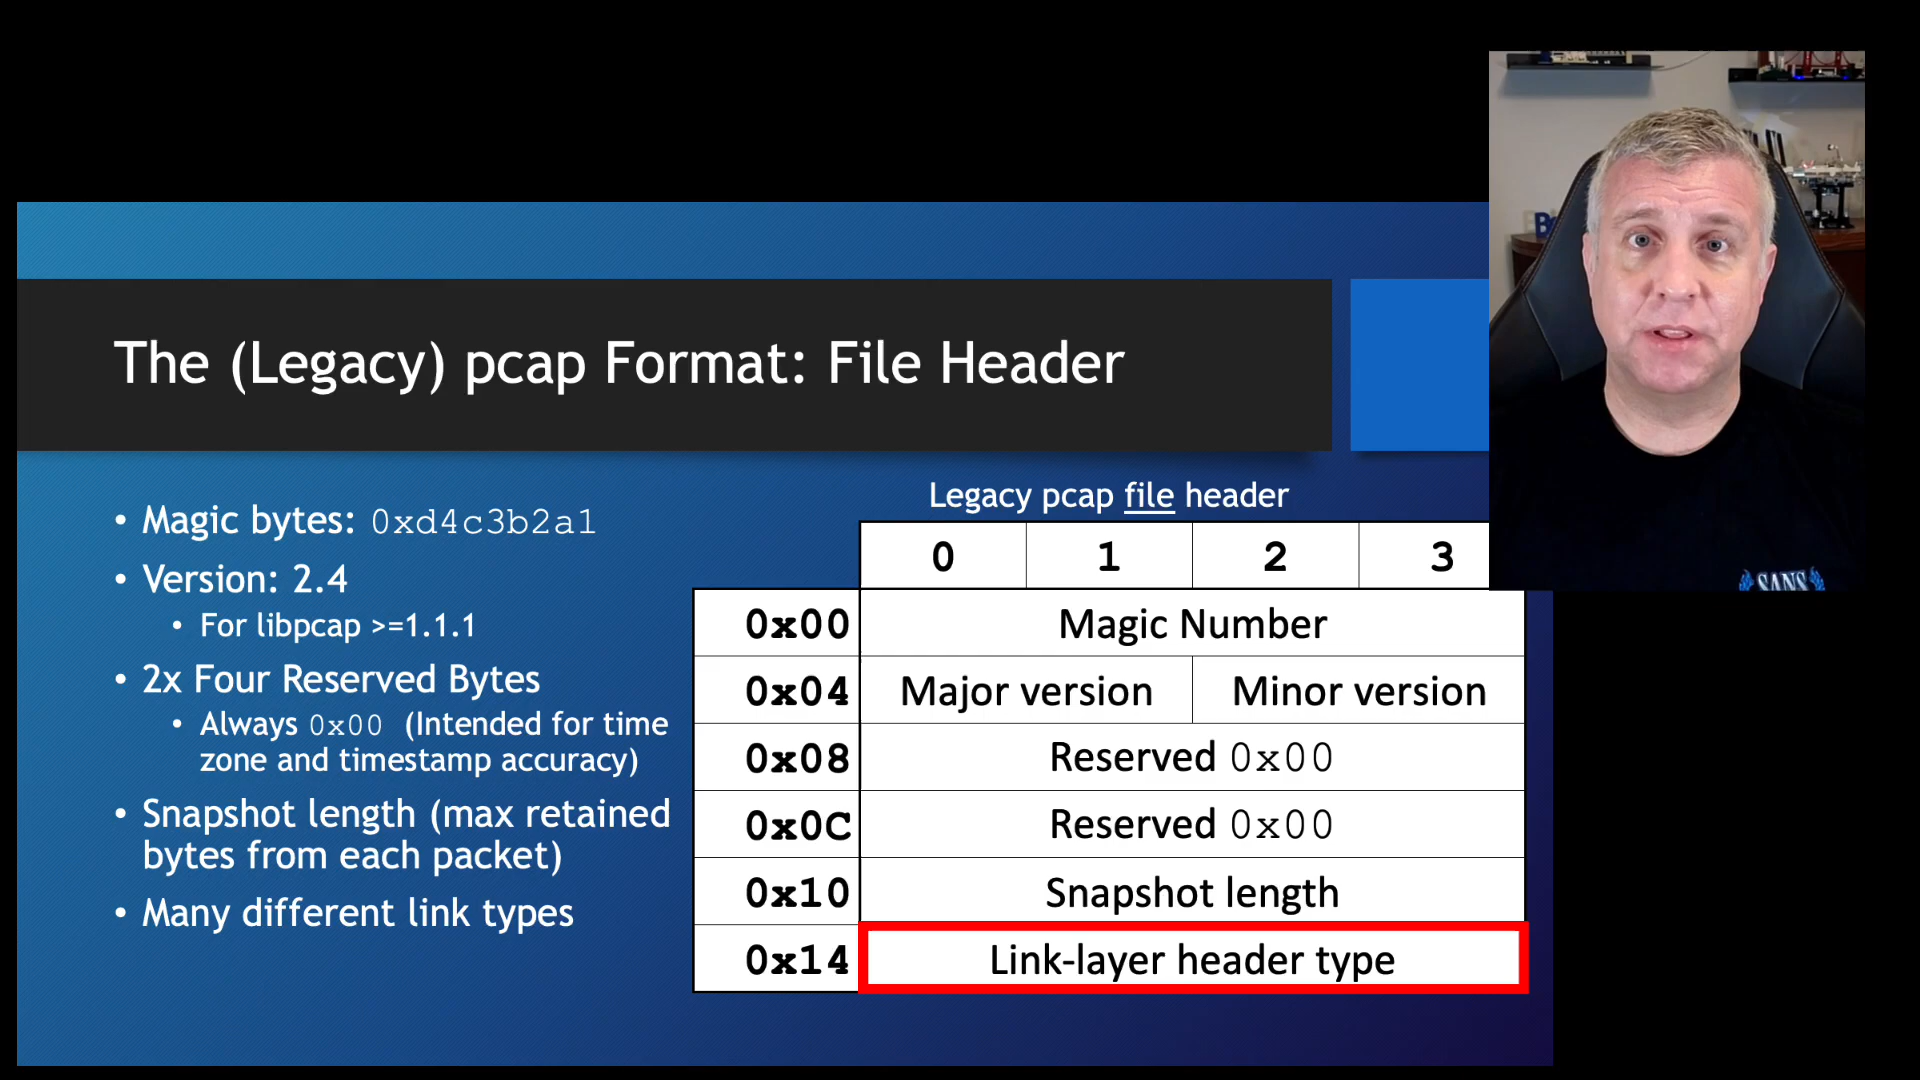 The (Legacy) pcap Format: File Header
• Magic bytes: 0xd4c3b2a1
• Version: 2.4
• For libpcap >=1.1.1
• 2x Four Reserved Bytes
• Always 0x00 (Intended for time
zone and timestamp accuracy)
• Snapshot length (max retained
bytes from each packet)
• Many different link types
Legacy pcap file header
0 1 2 3
0x00 Magic Number
0x04 Major version Minor version
0x08 Reserved 0x00
0x0C Reserved 0x00
0x10 Snapshot length
0x14 Link-layer header type
SANS